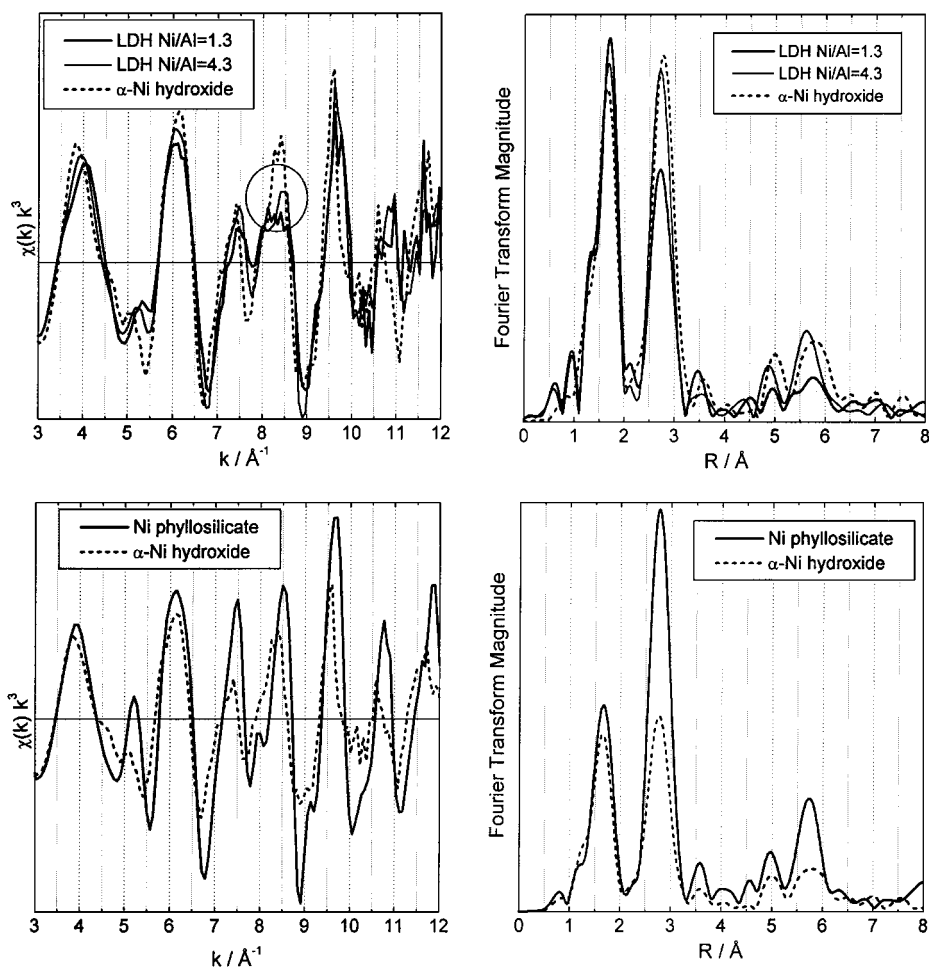 LDH Ni/Al=1.3
LDH Ni/Al=4.3
α-Ni hydroxide
χ(k) k³
3 4 5 6 7 8 9 10 11 12
k / Å⁻¹
LDH Ni/Al=1.3
LDH Ni/Al=4.3
α-Ni hydroxide
Fourier Transform Magnitude
0 1 2 3 4 5 6 7 8
R / Å
Ni phyllosilicate
α-Ni hydroxide
χ(k) k³
3 4 5 6 7 8 9 10 11 12
k / Å⁻¹
Ni phyllosilicate
α-Ni hydroxide
Fourier Transform Magnitude
0 1 2 3 4 5 6 7 8
R / Å